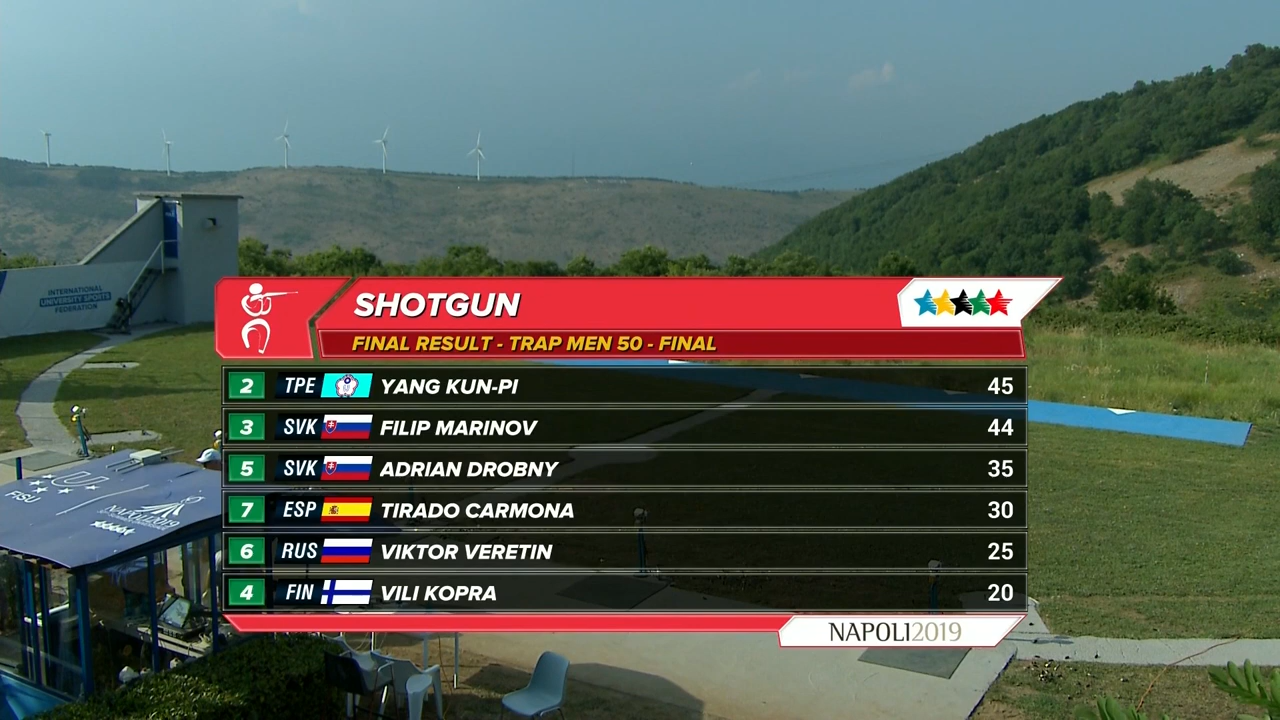 INTERNATIONAL
UNIVERSITY SPORTS
FEDERATION
SHOTGUN
FINAL RESULT - TRAP MEN 50 - FINAL
2 TPE YANG KUN-PI 45
3 SVK FILIP MARINOV 44
5 SVK ADRIAN DROBNY 35
7 ESP TIRADO CARMONA 30
6 RUS VIKTOR VERETIN 25
4 FIN VILI KOPRA 20
NAPOLI2019
FISU
NAPOLI2019